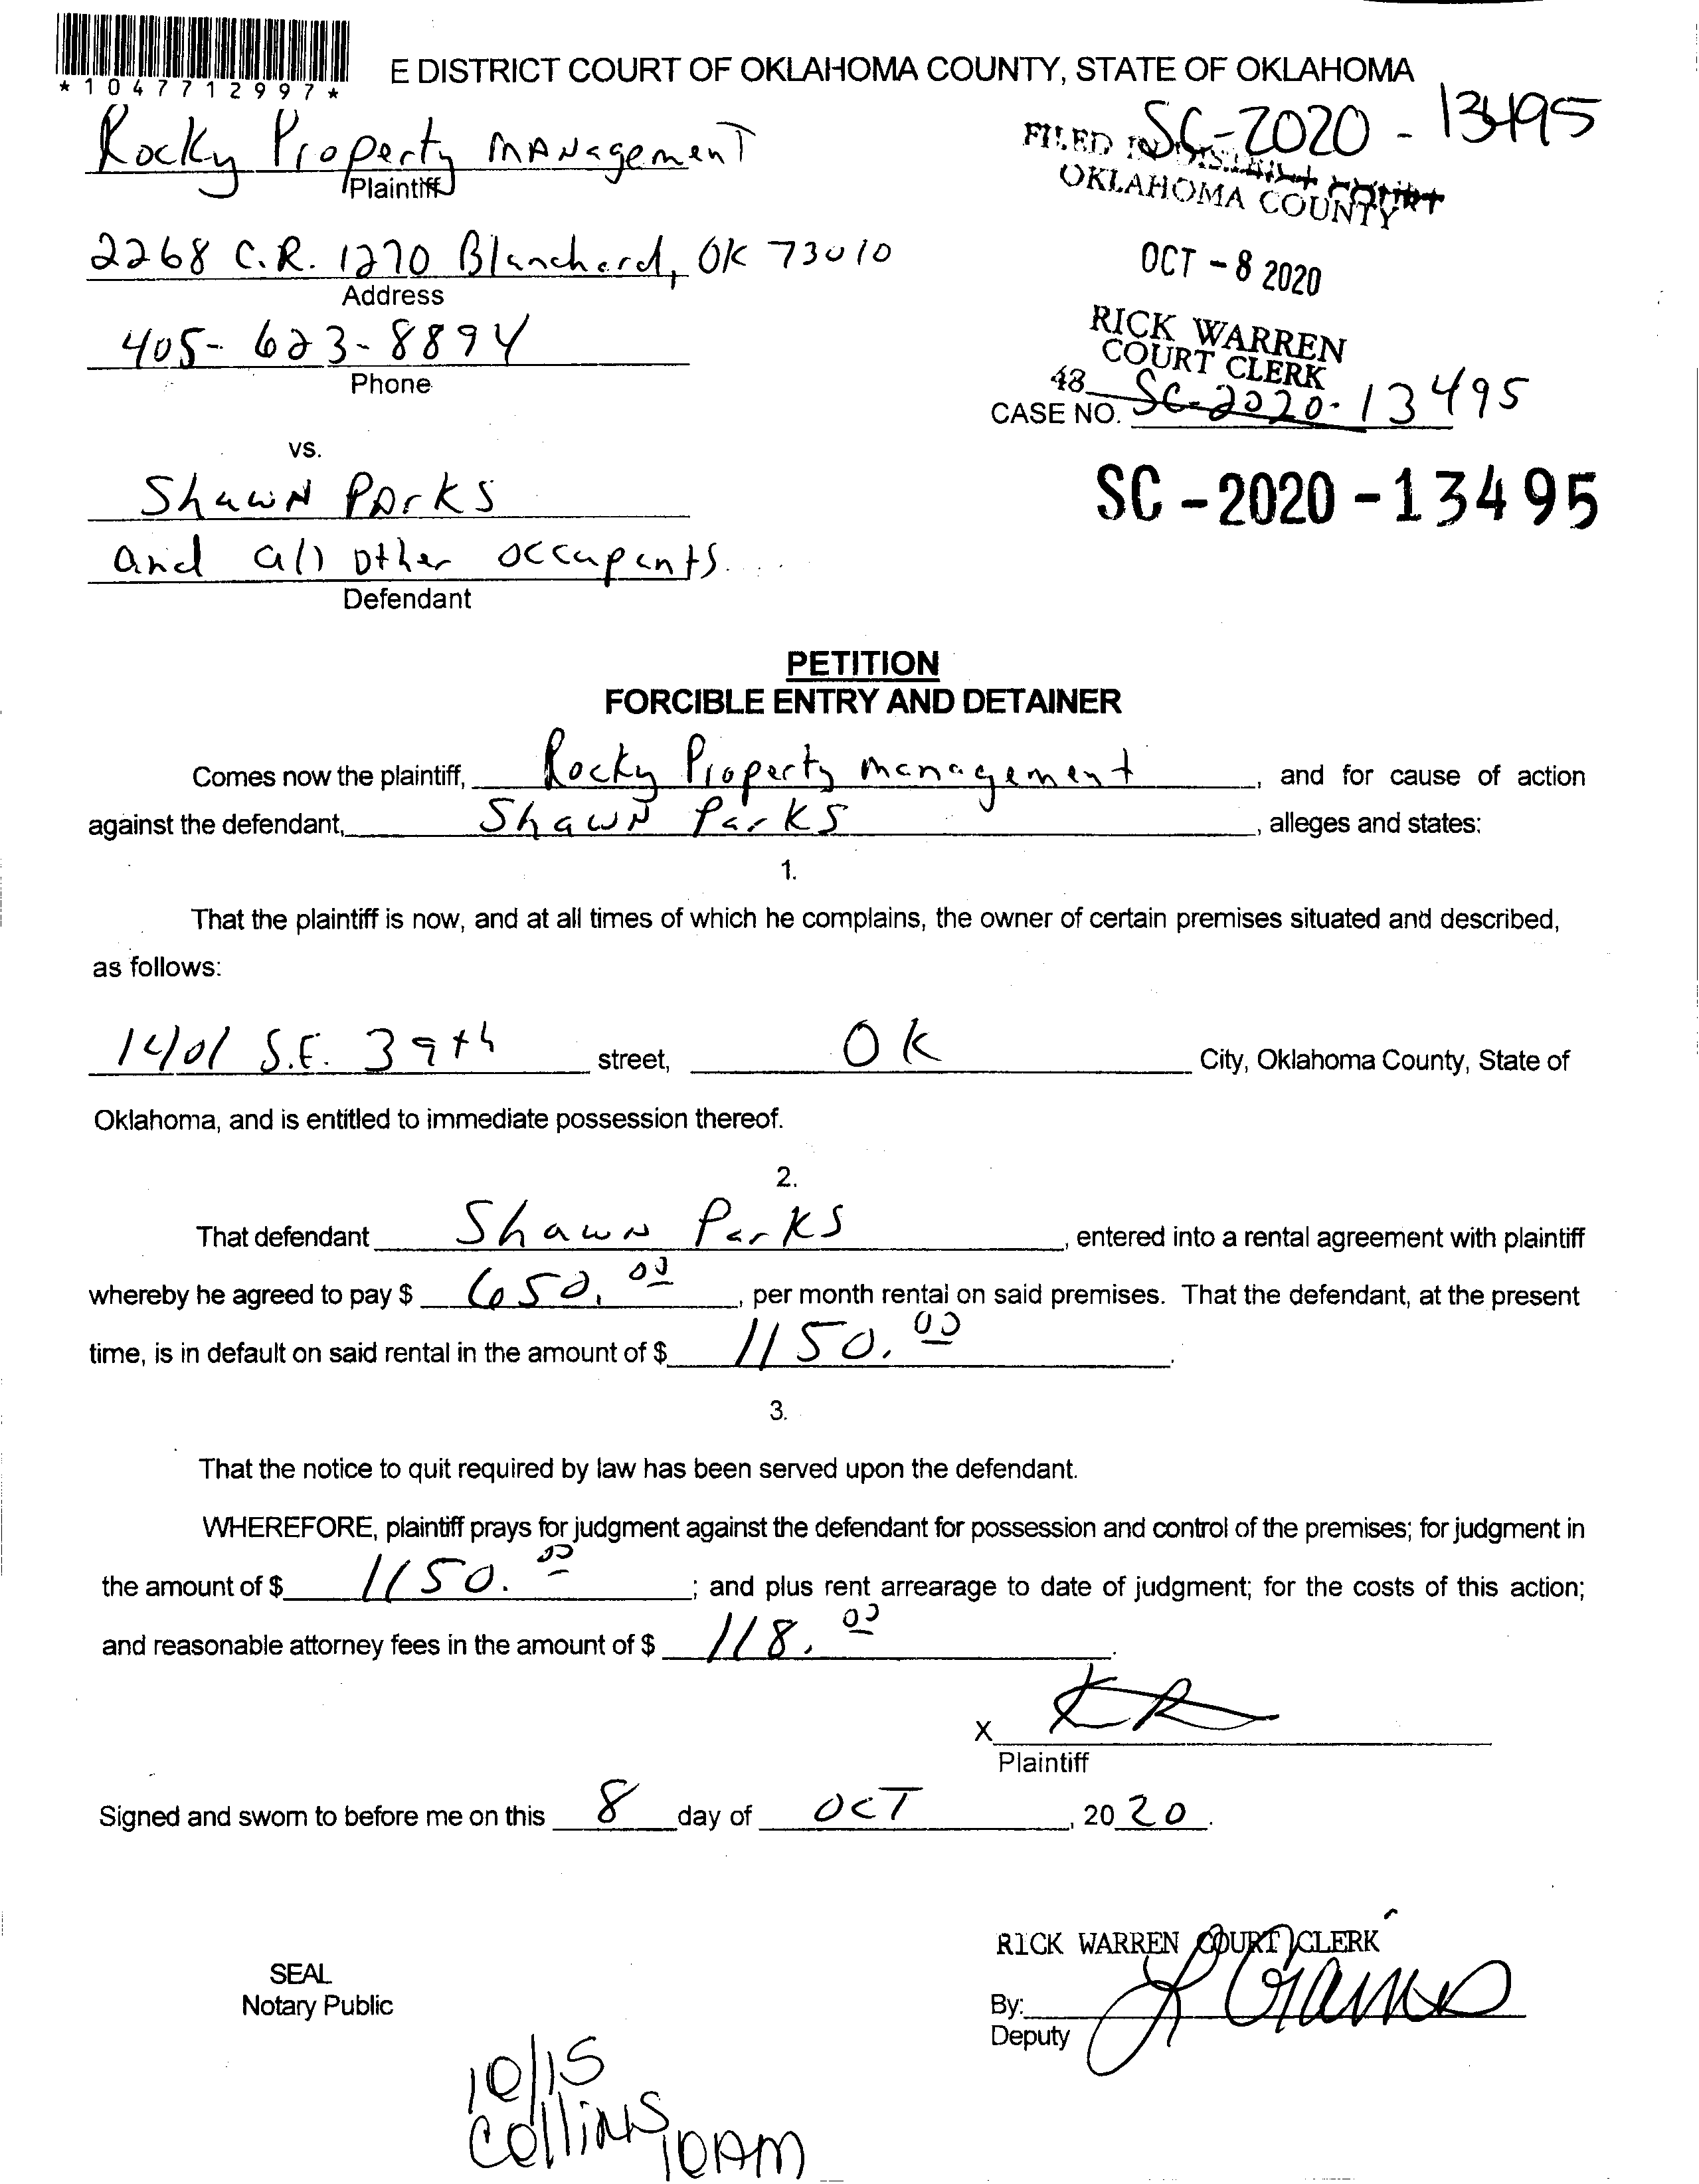 *1047712997*
E DISTRICT COURT OF OKLAHOMA COUNTY, STATE OF OKLAHOMA
SC-2020-13495
Rocky Property Management
Plaintiff
FILED IN DISTRICT COURT
OKLAHOMA COUNTY
2268 C.R. 1270 Blanchard, OK 73010
Address
OCT - 8 2020
405-623-8894
Phone
RICK WARREN
COURT CLERK
48
CASE NO. SC-2020-13495
vs.
Shawn Parks
SC-2020-13495
and all other occupants
Defendant
PETITION
FORCIBLE ENTRY AND DETAINER
Comes now the plaintiff, Rocky Property Management, and for cause of action
against the defendant, Shawn Parks, alleges and states:
1.
That the plaintiff is now, and at all times of which he complains, the owner of certain premises situated and described,
as follows:
1401 S.E. 39th street, OK City, Oklahoma County, State of
Oklahoma, and is entitled to immediate possession thereof.
2.
That defendant Shawn Parks, entered into a rental agreement with plaintiff
whereby he agreed to pay $ 650.00, per month rental on said premises. That the defendant, at the present
time, is in default on said rental in the amount of $ 1150.00.
3.
That the notice to quit required by law has been served upon the defendant.
WHEREFORE, plaintiff prays for judgment against the defendant for possession and control of the premises; for judgment in
the amount of $ 1150.00; and plus rent arrearage to date of judgment; for the costs of this action;
and reasonable attorney fees in the amount of $ 118.00.
X KR
Plaintiff
Signed and sworn to before me on this 8 day of OCT, 2020.
RICK WARREN COURT CLERK
SEAL
Notary Public
By:
Deputy
10/15
Collins
10AM